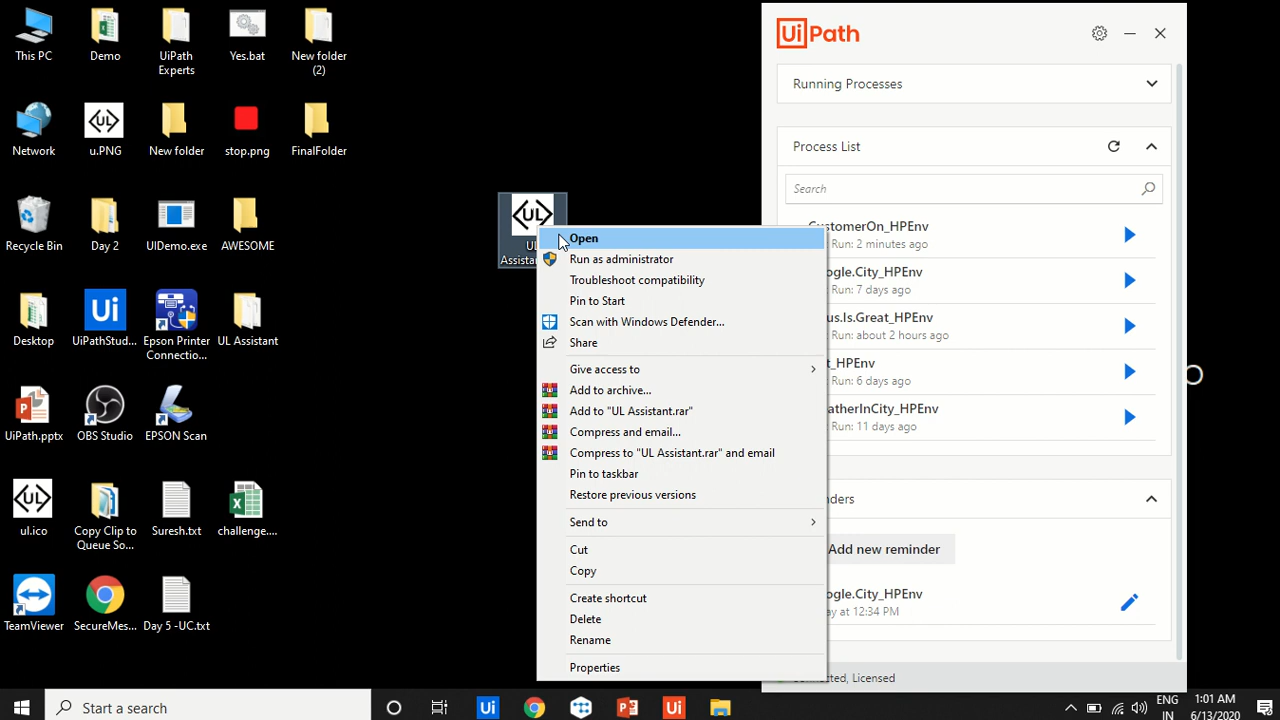 This PC
Demo
UiPath
Experts
Yes.bat
New folder
(2)
Network
u.PNG
New folder
stop.png
FinalFolder
Recycle Bin
Day 2
UIDemo.exe
AWESOME
Desktop
UiPathStud...
Epson Printer
Connectio...
UL Assistant
UiPath.pptx
OBS Studio
EPSON Scan
ul.ico
Copy Clip to
Queue So...
Suresh.txt
challenge....
TeamViewer
SecureMes...
Day 5 -UC.txt
UL
UL
Assista
Open
Run as administrator
Troubleshoot compatibility
Pin to Start
Scan with Windows Defender...
Share
Give access to
Add to archive...
Add to "UL Assistant.rar"
Compress and email...
Compress to "UL Assistant.rar" and email
Pin to taskbar
Restore previous versions
Send to
Cut
Copy
Create shortcut
Delete
Rename
Properties
UiPath
Running Processes
Process List
Search
CustomerOn_HPEnv
Run: 2 minutes ago
ogle.City_HPEnv
Run: 7 days ago
us.Is.Great_HPEnv
Run: about 2 hours ago
t_HPEnv
Run: 6 days ago
atherInCity_HPEnv
Run: 11 days ago
nders
Add new reminder
ogle.City_HPEnv
ay at 12:34 PM
nnected, Licensed
Start a search
ENG
IN
1:01 AM
6/13/2020